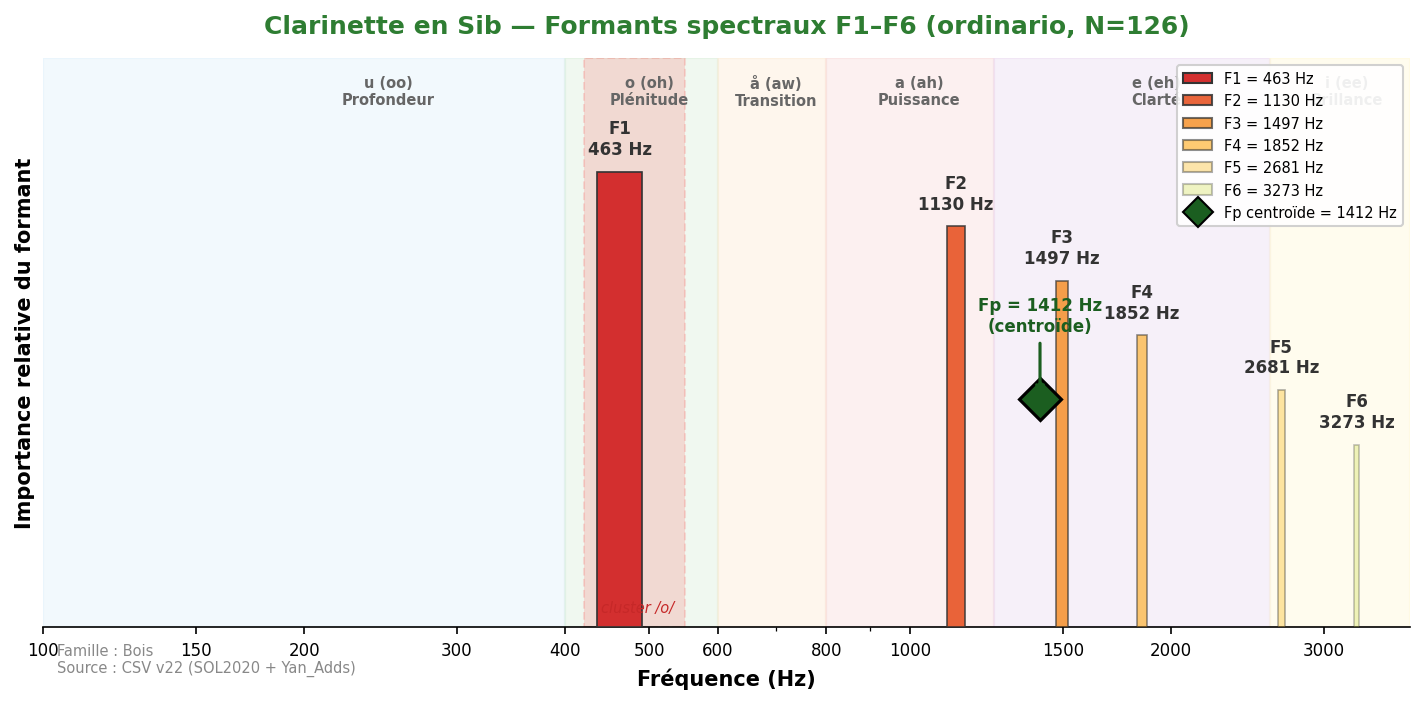 Clarinette en Sib — Formants spectraux F1–F6 (ordinario, N=126)
u (oo)
Profondeur
o (oh)
Plénitude
å (aw)
Transition
a (ah)
Puissance
e (eh)
Clarté
i (ee)
Brillance
F1 = 463 Hz
F2 = 1130 Hz
F3 = 1497 Hz
F4 = 1852 Hz
F5 = 2681 Hz
F6 = 3273 Hz
Fp centroïde = 1412 Hz
F1
463 Hz
F2
1130 Hz
F3
1497 Hz
Fp = 1412 Hz
(centroïde)
F4
1852 Hz
F5
2681 Hz
F6
3273 Hz
cluster /o/
Importance relative du formant
100 150 200 300 400 500 600 800 1000 1500 2000 3000
Famille : Bois
Source : CSV v22 (SOL2020 + Yan_Adds)
Fréquence (Hz)